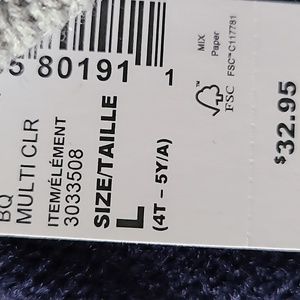 80191 1
BQ
MULTI CLR
ITEM/ÉLÉMENT
3033508
SIZE/TAILLE
L
(4T – 5Y/A)
MIX
Paper
FSC™ C117781
FSC
$32.95